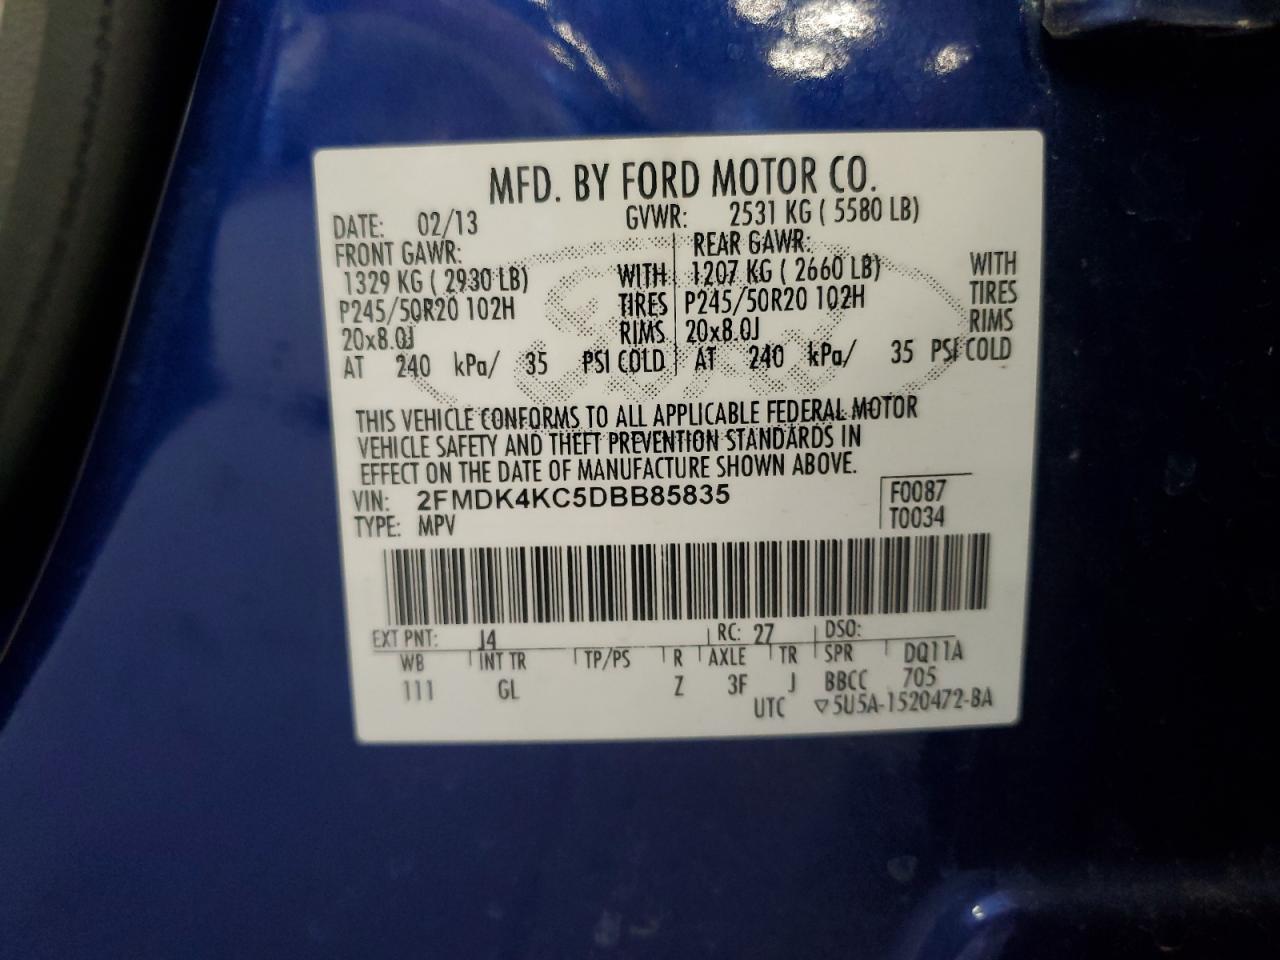 MFD. BY FORD MOTOR CO.
DATE: 02/13 GVWR: 2531 KG ( 5580 LB)
FRONT GAWR: REAR GAWR:
1329 KG ( 2930 LB) WITH 1207 KG ( 2660 LB) WITH
P245/50R20 102H TIRES P245/50R20 102H TIRES
20x8.0J RIMS 20x8.0J RIMS
AT 240 kPa/ 35 PSI COLD AT 240 kPa/ 35 PSI COLD
THIS VEHICLE CONFORMS TO ALL APPLICABLE FEDERAL MOTOR
VEHICLE SAFETY AND THEFT PREVENTION STANDARDS IN
EFFECT ON THE DATE OF MANUFACTURE SHOWN ABOVE.
VIN: 2FMDK4KC5DBB85835 F0087
TYPE: MPV T0034
EXT PNT: J4 RC: 27 DSO:
WB INT TR TP/PS R AXLE TR SPR DQ11A
111 GL Z 3F J BBCC 705
UTC ▽5U5A-1520472-BA